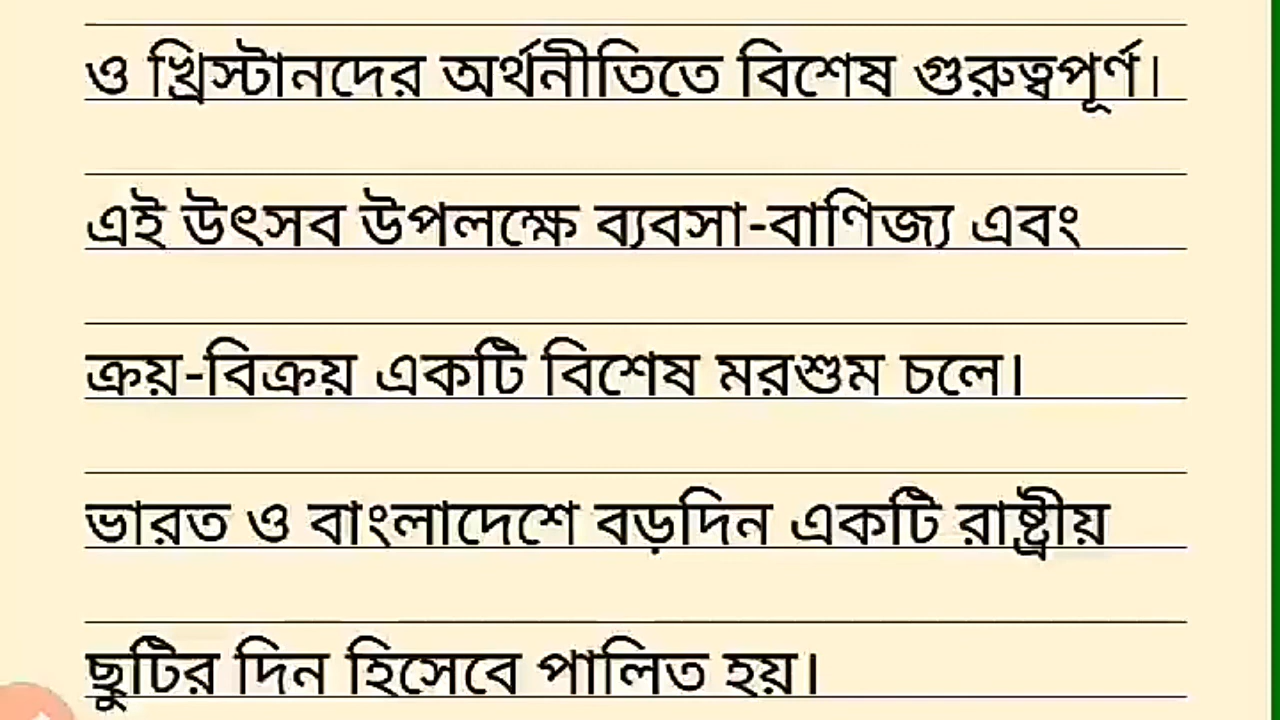 ও খ্রিস্টানদের অর্থনীতিতে বিশেষ গুরুত্বপূর্ণ।
এই উৎসব উপলক্ষে ব্যবসা-বাণিজ্য এবং
ক্রয়-বিক্রয় একটি বিশেষ মরশুম চলে।
ভারত ও বাংলাদেশে বড়দিন একটি রাষ্ট্রীয়
ছুটির দিন হিসেবে পালিত হয়।